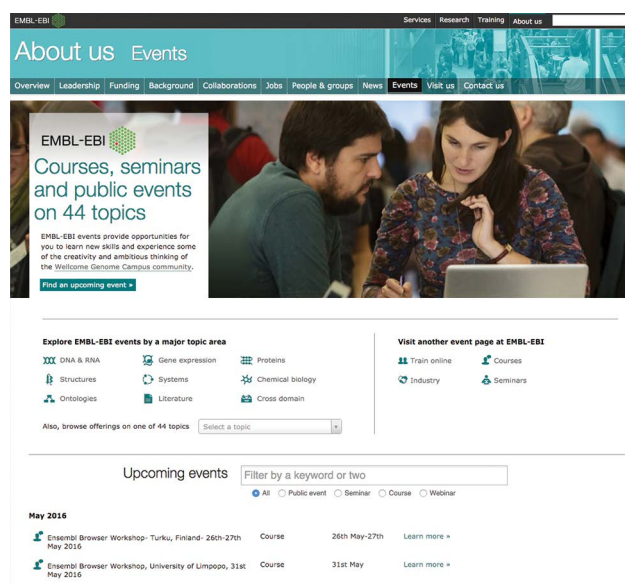 EMBL-EBI
Services Research Training About us
About us Events
Overview Leadership Funding Background Collaborations Jobs People & groups News Events Visit us Contact us
EMBL-EBI
Courses, seminars
and public events
on 44 topics
EMBL-EBI events provide opportunities for
you to learn new skills and experience some
of the creativity and ambitious thinking of
the Wellcome Genome Campus community.
Find an upcoming event »
Explore EMBL-EBI events by a major topic area
DNA & RNA Gene expression Proteins
Structures Systems Chemical biology
Ontologies Literature Cross domain
Also, browse offerings on one of 44 topics Select a topic
Visit another event page at EMBL-EBI
Train online Courses
Industry Seminars
Upcoming events Filter by a keyword or two
All Public event Seminar Course Webinar
May 2016
Ensembl Browser Workshop- Turku, Finland- 26th-27th Course 26th May-27th Learn more »
May 2016
Ensembl Browser Workshop, University of Limpopo, 31st Course 31st May Learn more »
May 2016